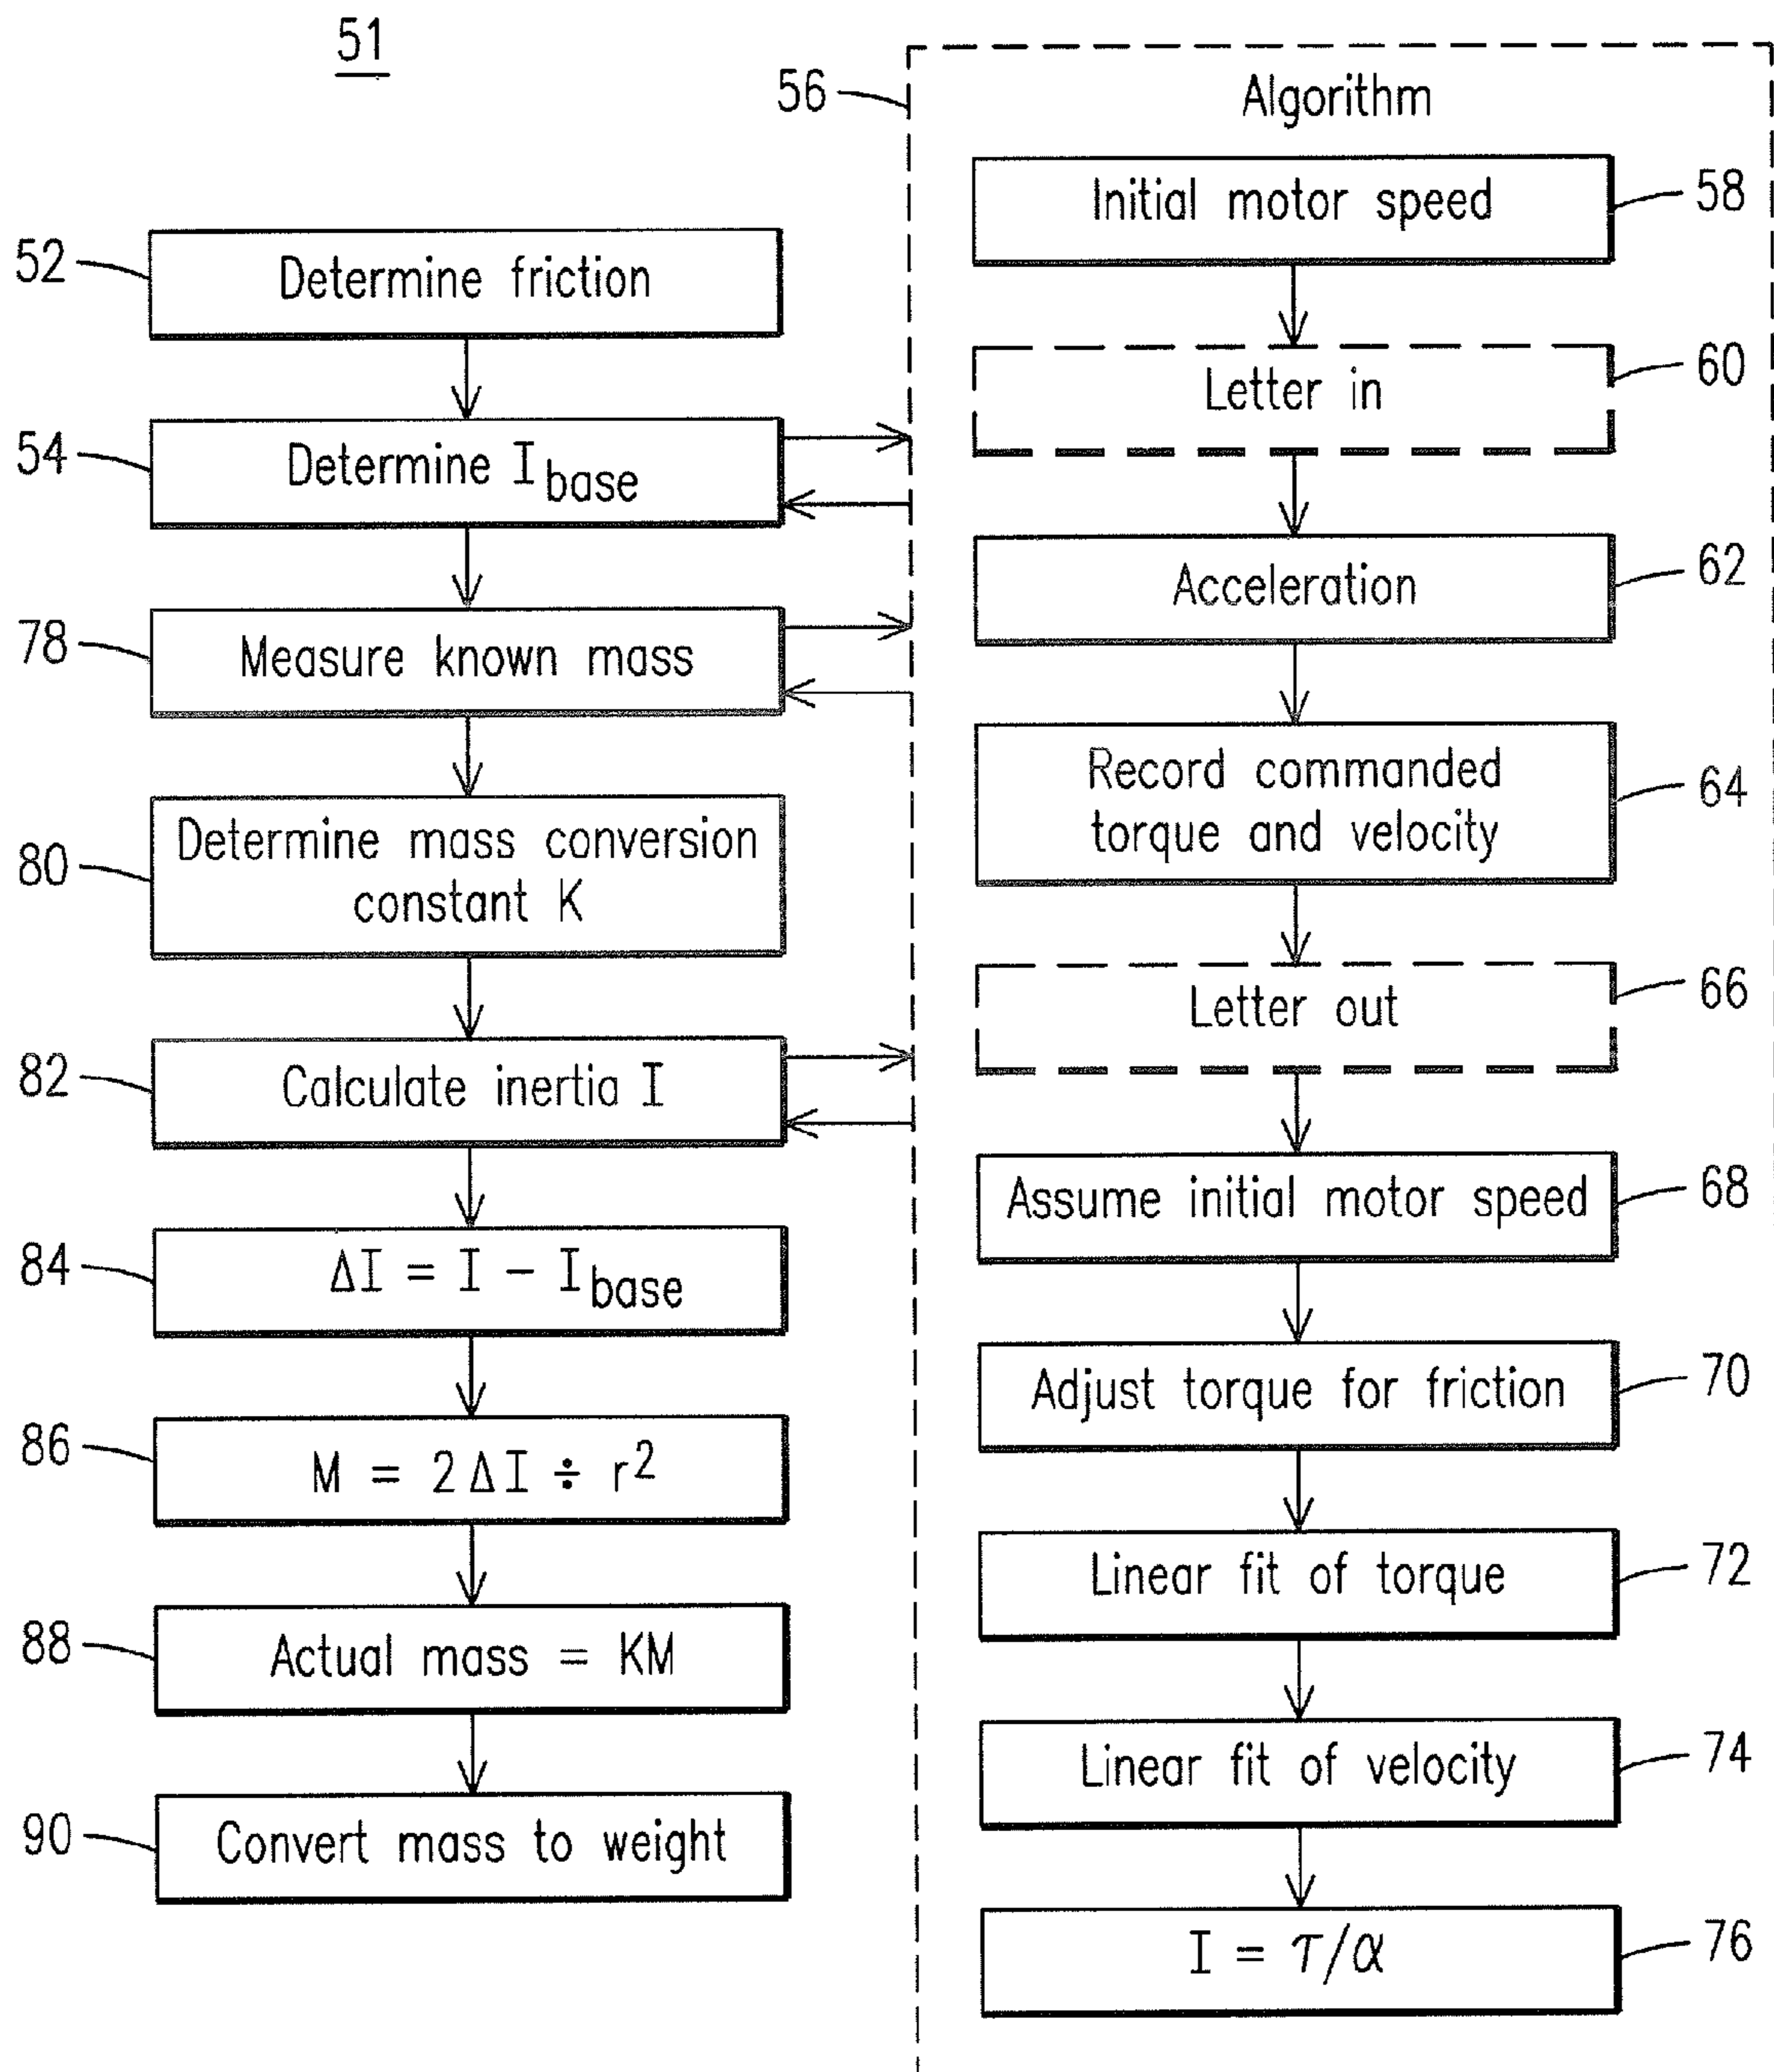 51
52
Determine friction
54
Determine I base
78
Measure known mass
80
Determine mass conversion
constant K
82
Calculate inertia I
84
ΔI = I − I base
86
M = 2 ΔI ÷ r²
88
Actual mass = KM
90
Convert mass to weight
56
Algorithm
Initial motor speed
58
Letter in
60
Acceleration
62
Record commanded
torque and velocity
64
Letter out
66
Assume initial motor speed
68
Adjust torque for friction
70
Linear fit of torque
72
Linear fit of velocity
74
I = τ/α
76